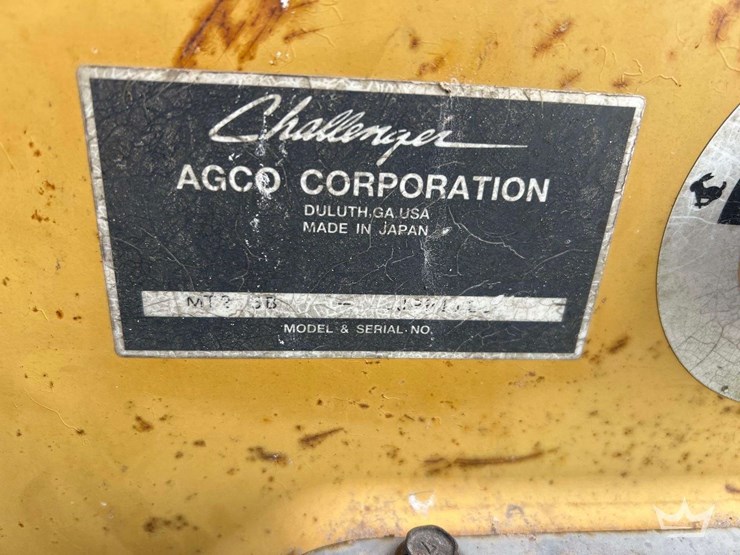 Challenger
AGCO CORPORATION
DULUTH,GA.USA
MADE IN JAPAN
MODEL & SERIAL NO.